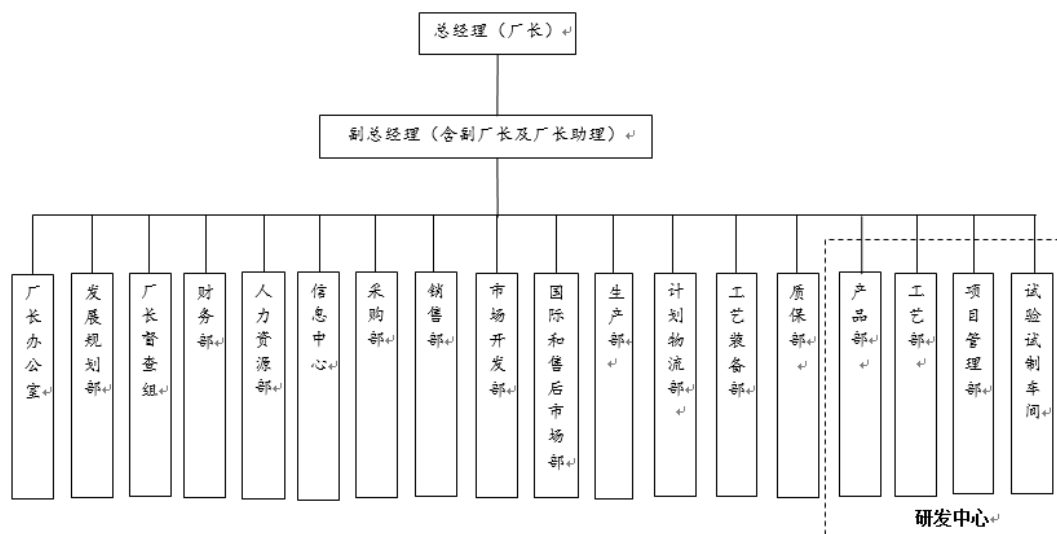 总经理（厂长）
副总经理（含副厂长及厂长助理）
厂长办公室
发展规划部
厂长督查组
财务部
人力资源部
信息中心
采购部
销售部
市场开发部
国际和售后市场部
生产部
计划物流部
工艺装备部
质保部
产品部
工艺部
项目管理部
试验试制车间
研发中心